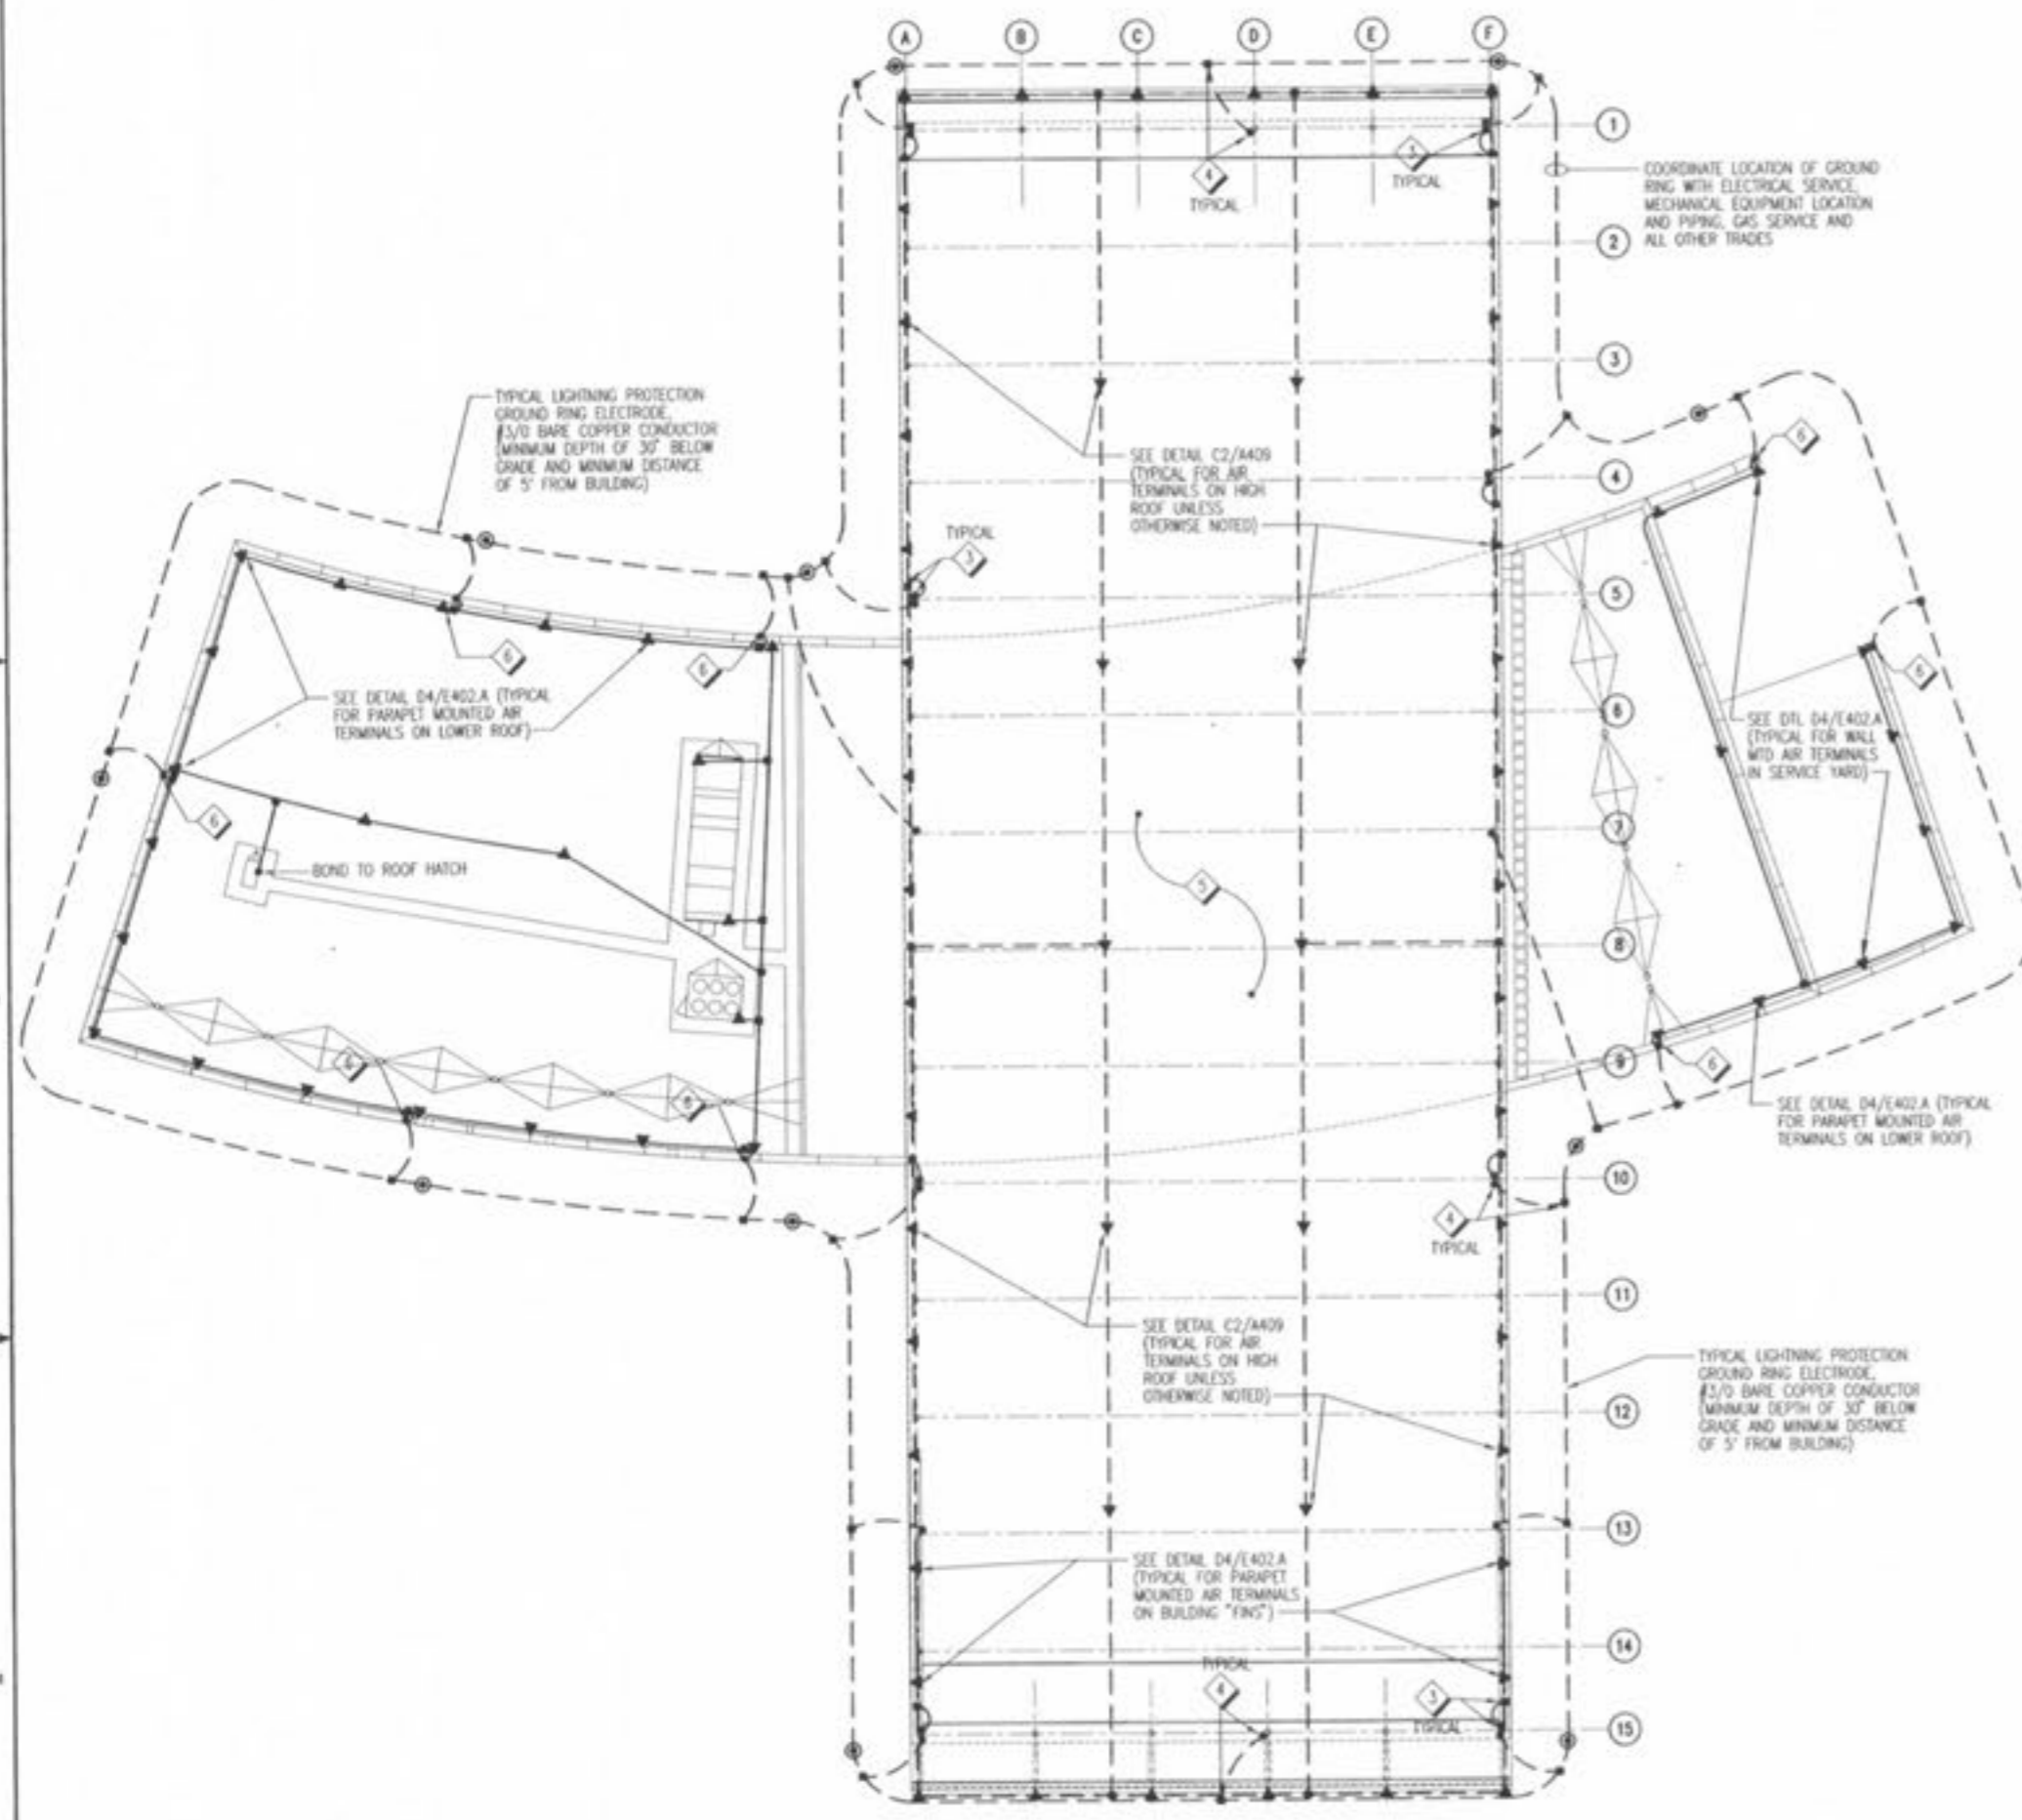 A B C D E F
1
COORDINATE LOCATION OF GROUND
RING WITH ELECTRICAL SERVICE,
MECHANICAL EQUIPMENT LOCATION
AND PIPING, GAS SERVICE AND
ALL OTHER TRADES
3
TYPICAL
4
TYPICAL
2
3
TYPICAL LIGHTNING PROTECTION
GROUND RING ELECTRODE,
#3/0 BARE COPPER CONDUCTOR
(MINIMUM DEPTH OF 30" BELOW
GRADE AND MINIMUM DISTANCE
OF 5' FROM BUILDING)
SEE DETAIL C2/A409
(TYPICAL FOR AIR
TERMINALS ON HIGH
ROOF UNLESS
OTHERWISE NOTED)
6
4
TYPICAL
3
5
6
6
6
SEE DETAIL D4/E402.A (TYPICAL
FOR PARAPET MOUNTED AIR
TERMINALS ON LOWER ROOF)
6
SEE DTL D4/E402.A
(TYPICAL FOR WALL
MTD AIR TERMINALS
IN SERVICE YARD)
6
7
BOND TO ROOF HATCH
5
8
6
6
9
6
SEE DETAIL D4/E402.A (TYPICAL
FOR PARAPET MOUNTED AIR
TERMINALS ON LOWER ROOF)
10
4
TYPICAL
11
SEE DETAIL C2/A409
(TYPICAL FOR AIR
TERMINALS ON HIGH
ROOF UNLESS
OTHERWISE NOTED)
TYPICAL LIGHTNING PROTECTION
GROUND RING ELECTRODE,
#3/0 BARE COPPER CONDUCTOR
(MINIMUM DEPTH OF 30" BELOW
GRADE AND MINIMUM DISTANCE
OF 5' FROM BUILDING)
12
13
SEE DETAIL D4/E402.A
(TYPICAL FOR PARAPET
MOUNTED AIR TERMINALS
ON BUILDING "FINS")
14
TYPICAL
4
3
TYPICAL
15